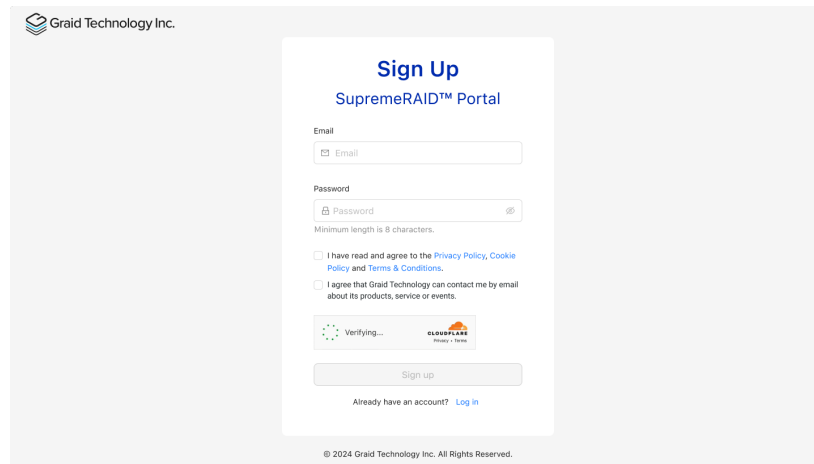 Graid Technology Inc.
Sign Up
SupremeRAID™ Portal
Email
Email
Password
Password
Minimum length is 8 characters.
I have read and agree to the Privacy Policy, Cookie
Policy and Terms & Conditions.
I agree that Graid Technology can contact me by email
about its products, service or events.
Verifying...
CLOUDFLARE
Privacy • Terms
Sign up
Already have an account? Log in
© 2024 Graid Technology Inc. All Rights Reserved.